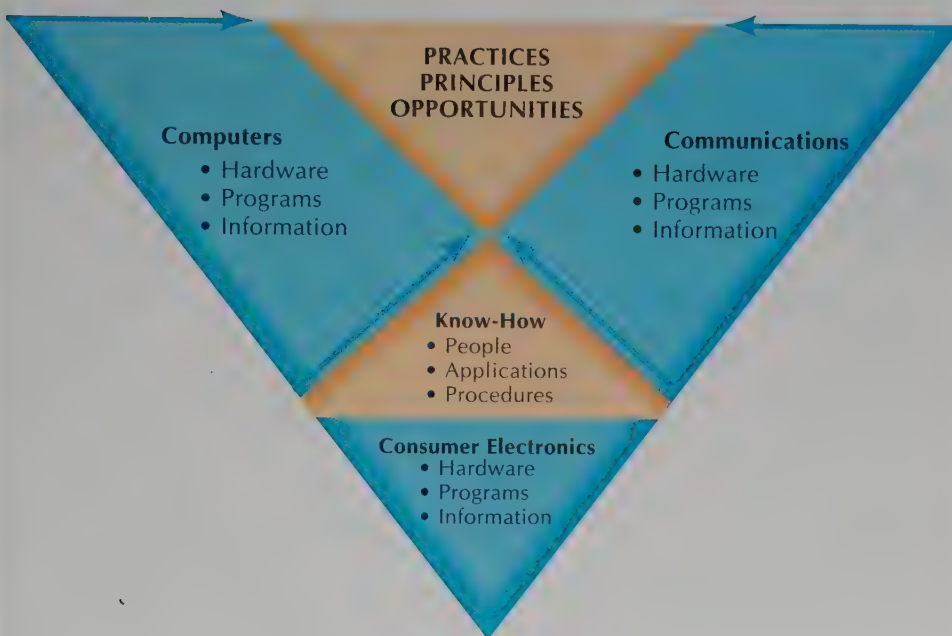 PRACTICES
PRINCIPLES
OPPORTUNITIES
Computers
• Hardware
• Programs
• Information
Communications
• Hardware
• Programs
• Information
Know-How
• People
• Applications
• Procedures
Consumer Electronics
• Hardware
• Programs
• Information